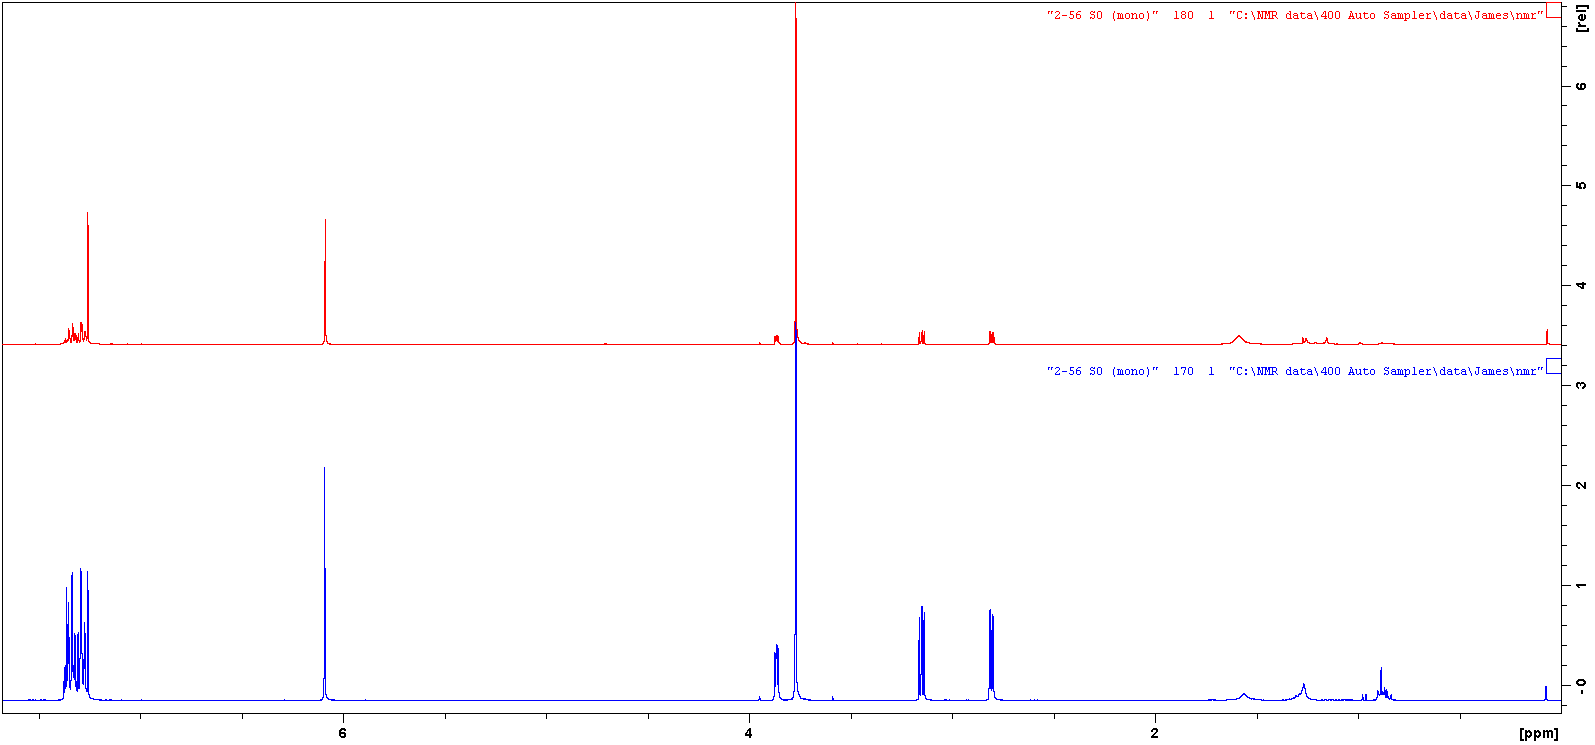 "2-56 SO (mono)" 180 1 "C:\NMR data\400 Auto Sampler\data\James\nmr"
[rel]
6
5
4
"2-56 SO (mono)" 170 1 "C:\NMR data\400 Auto Sampler\data\James\nmr"
3
2
1
0
6 4 2 [ppm]